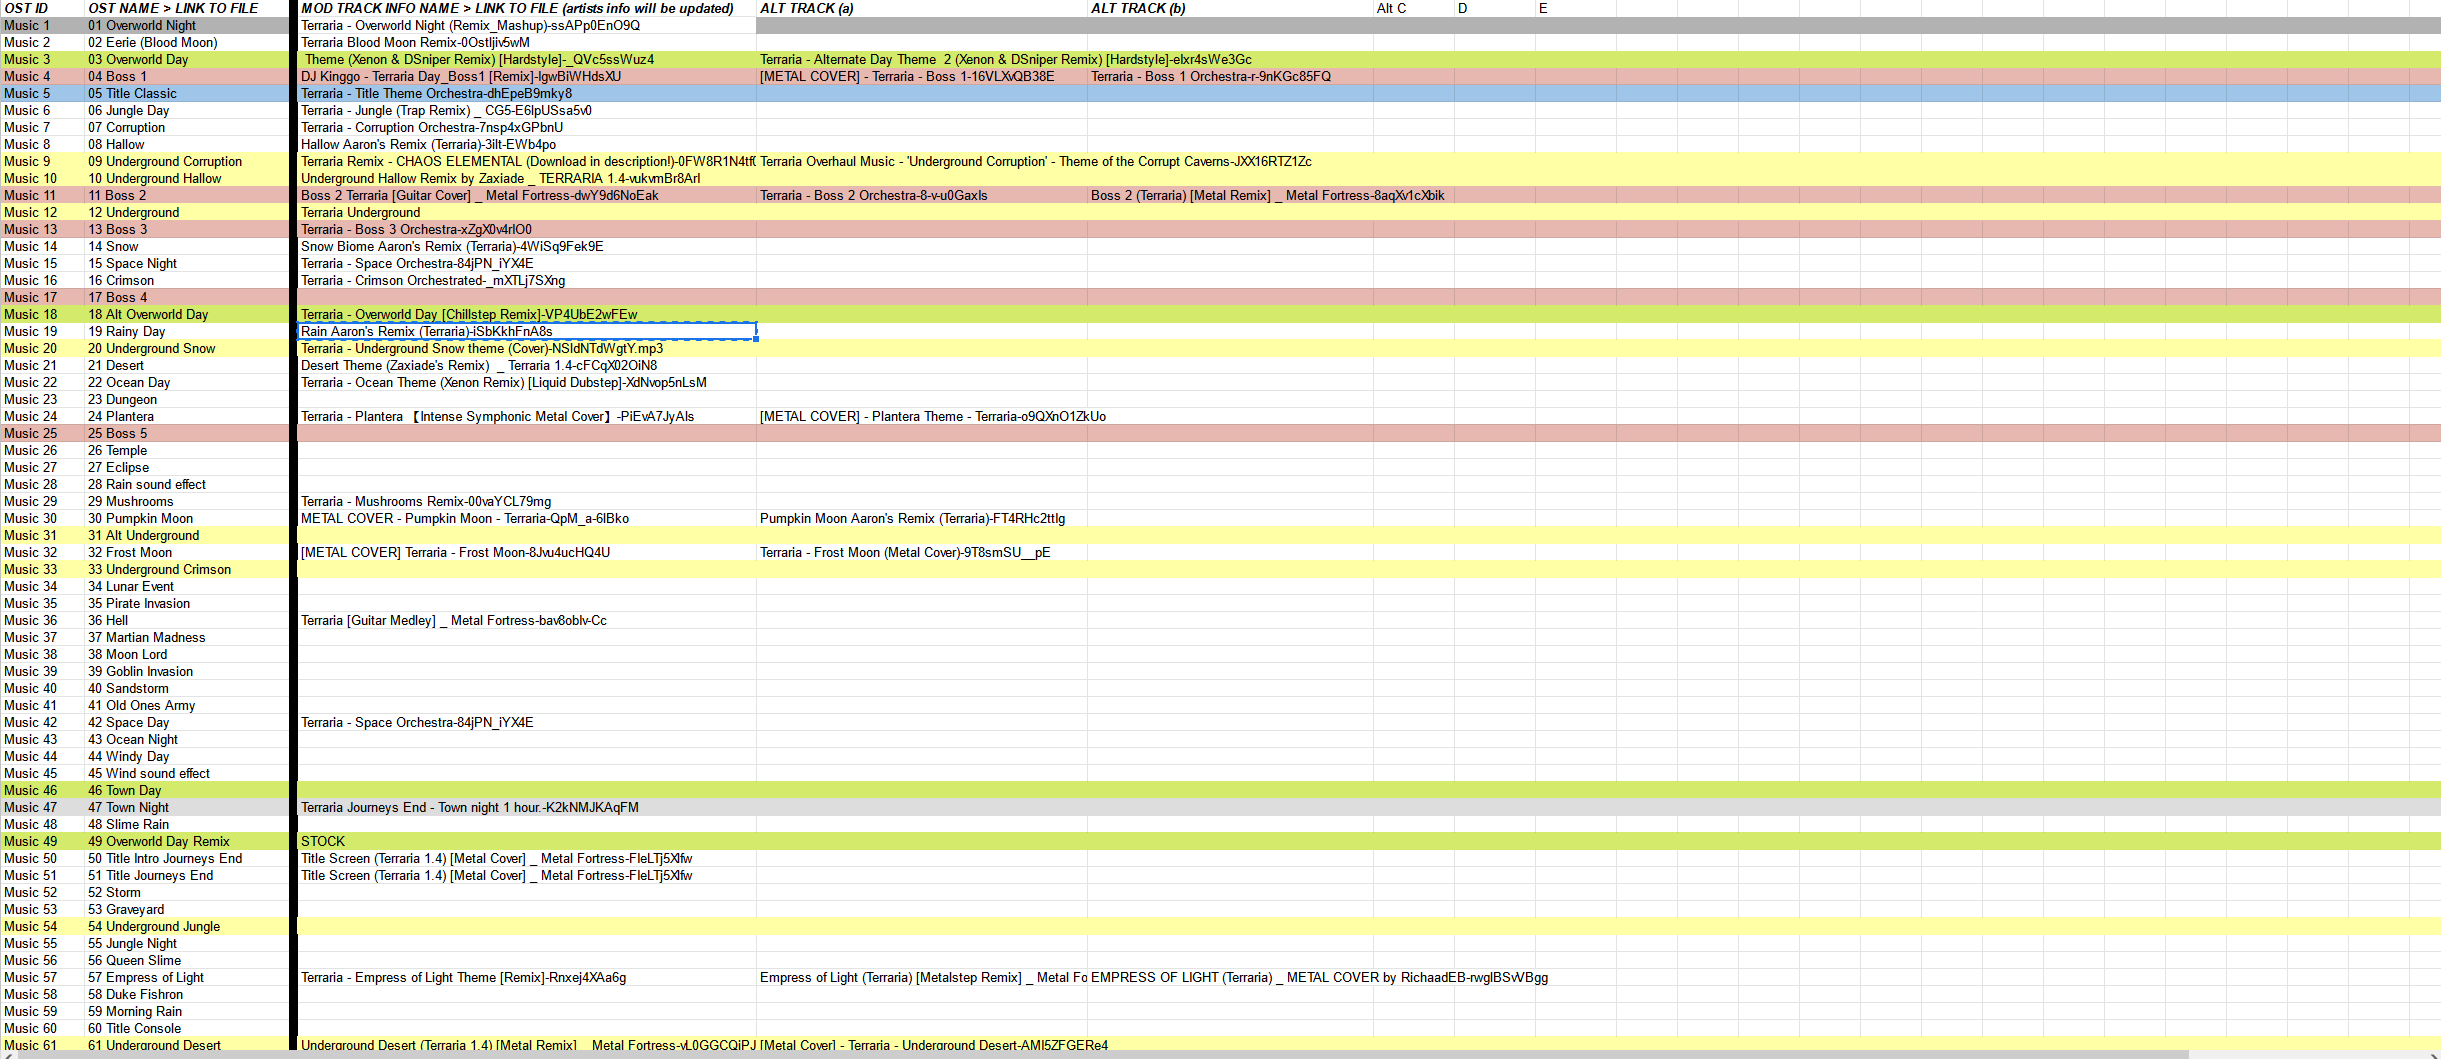 OST ID OST NAME > LINK TO FILE MOD TRACK INFO NAME > LINK TO FILE (artists info will be updated) ALT TRACK (a) ALT TRACK (b) Alt C D E
Music 1 01 Overworld Night Terraria - Overworld Night (Remix_Mashup)-ssAPp0EnO9Q
Music 2 02 Eerie (Blood Moon) Terraria Blood Moon Remix-0Ostljiv5wM
Music 3 03 Overworld Day Theme (Xenon & DSniper Remix) [Hardstyle]-_QVc5ssWuz4 Terraria - Alternate Day Theme 2 (Xenon & DSniper Remix) [Hardstyle]-elxr4sWe3Gc
Music 4 04 Boss 1 DJ Kinggo - Terraria Day_Boss1 [Remix]-lgwBiWHdsXU [METAL COVER] - Terraria - Boss 1-16VLXvQB38E Terraria - Boss 1 Orchestra-r-9nKGc85FQ
Music 5 05 Title Classic Terraria - Title Theme Orchestra-dhEpeB9mky8
Music 6 06 Jungle Day Terraria - Jungle (Trap Remix) _ CG5-E6lpUSsa5v0
Music 7 07 Corruption Terraria - Corruption Orchestra-7nsp4xGPbnU
Music 8 08 Hallow Hallow Aaron's Remix (Terraria)-3ilt-EWb4po
Music 9 09 Underground Corruption Terraria Remix - CHAOS ELEMENTAL (Download in description!)-0FW8R1N4tf Terraria Overhaul Music - 'Underground Corruption' - Theme of the Corrupt Caverns-JXX16RTZ1Zc
Music 10 10 Underground Hallow Underground Hallow Remix by Zaxiade _ TERRARIA 1.4-vukvmBr8ArI
Music 11 11 Boss 2 Boss 2 Terraria [Guitar Cover] _ Metal Fortress-dwY9d6NoEak Terraria - Boss 2 Orchestra-8-v-u0GaxIs Boss 2 (Terraria) [Metal Remix] _ Metal Fortress-8aqXv1cXbik
Music 12 12 Underground Terraria Underground
Music 13 13 Boss 3 Terraria - Boss 3 Orchestra-xZgX0v4rIO0
Music 14 14 Snow Snow Biome Aaron's Remix (Terraria)-4WiSq9Fek9E
Music 15 15 Space Night Terraria - Space Orchestra-84jPN_iYX4E
Music 16 16 Crimson Terraria - Crimson Orchestrated-_mXTLj7SXng
Music 17 17 Boss 4
Music 18 18 Alt Overworld Day Terraria - Overworld Day [Chillstep Remix]-VP4UbE2wFEw
Music 19 19 Rainy Day Rain Aaron's Remix (Terraria)-iSbKkhFnA8s
Music 20 20 Underground Snow Terraria - Underground Snow theme (Cover)-NSIdNTdWgtY.mp3
Music 21 21 Desert Desert Theme (Zaxiade's Remix) _ Terraria 1.4-cFCqX02OiN8
Music 22 22 Ocean Day Terraria - Ocean Theme (Xenon Remix) [Liquid Dubstep]-XdNvop5nLsM
Music 23 23 Dungeon
Music 24 24 Plantera Terraria - Plantera 【Intense Symphonic Metal Cover】-PiEvA7JyAIs [METAL COVER] - Plantera Theme - Terraria-o9QXnO1ZkUo
Music 25 25 Boss 5
Music 26 26 Temple
Music 27 27 Eclipse
Music 28 28 Rain sound effect
Music 29 29 Mushrooms Terraria - Mushrooms Remix-00vaYCL79mg
Music 30 30 Pumpkin Moon METAL COVER - Pumpkin Moon - Terraria-QpM_a-6lBko Pumpkin Moon Aaron's Remix (Terraria)-FT4RHc2ttIg
Music 31 31 Alt Underground
Music 32 32 Frost Moon [METAL COVER] Terraria - Frost Moon-8Jvu4ucHQ4U Terraria - Frost Moon (Metal Cover)-9T8smSU__pE
Music 33 33 Underground Crimson
Music 34 34 Lunar Event
Music 35 35 Pirate Invasion
Music 36 36 Hell Terraria [Guitar Medley] _ Metal Fortress-bav8oblv-Cc
Music 37 37 Martian Madness
Music 38 38 Moon Lord
Music 39 39 Goblin Invasion
Music 40 40 Sandstorm
Music 41 41 Old Ones Army
Music 42 42 Space Day Terraria - Space Orchestra-84jPN_iYX4E
Music 43 43 Ocean Night
Music 44 44 Windy Day
Music 45 45 Wind sound effect
Music 46 46 Town Day
Music 47 47 Town Night Terraria Journeys End - Town night 1 hour.-K2kNMJKAqFM
Music 48 48 Slime Rain
Music 49 49 Overworld Day Remix STOCK
Music 50 50 Title Intro Journeys End Title Screen (Terraria 1.4) [Metal Cover] _ Metal Fortress-FleLTj5Xlfw
Music 51 51 Title Journeys End Title Screen (Terraria 1.4) [Metal Cover] _ Metal Fortress-FleLTj5Xlfw
Music 52 52 Storm
Music 53 53 Graveyard
Music 54 54 Underground Jungle
Music 55 55 Jungle Night
Music 56 56 Queen Slime
Music 57 57 Empress of Light Terraria - Empress of Light Theme [Remix]-Rnxej4XAa6g Empress of Light (Terraria) [Metalstep Remix] _ Metal Fo EMPRESS OF LIGHT (Terraria) _ METAL COVER by RichaadEB-rwglBSvVBgg
Music 58 58 Duke Fishron
Music 59 59 Morning Rain
Music 60 60 Title Console
Music 61 61 Underground Desert Underground Desert (Terraria 1.4) [Metal Remix] _ Metal Fortress-vL0GGCQiPJ [Metal Cover] - Terraria - Underground Desert-AMI5ZFGERe4